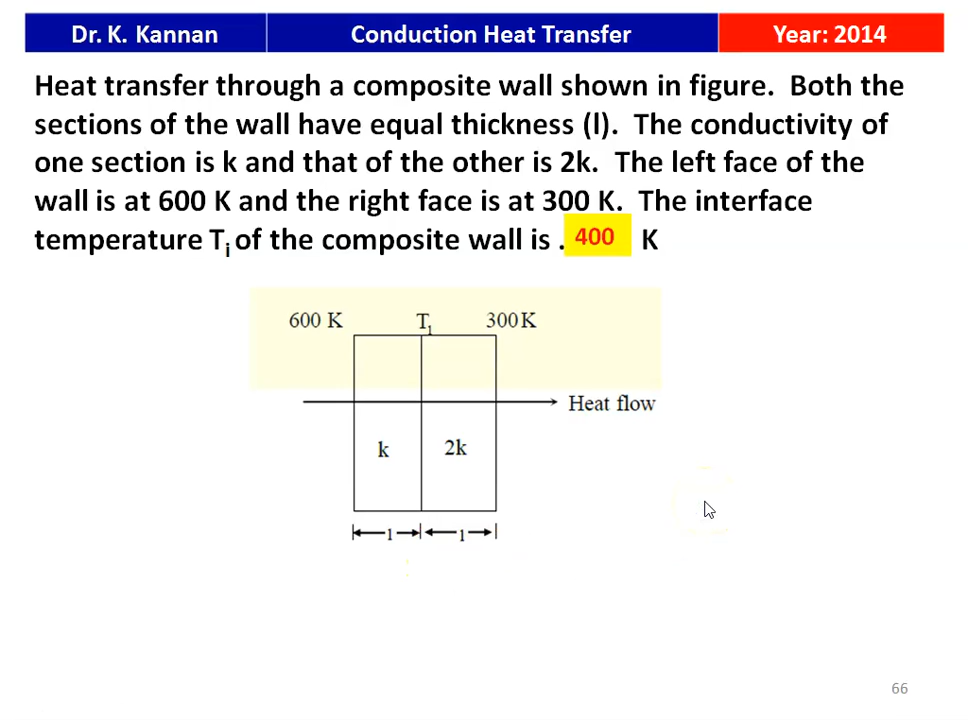 Dr. K. Kannan Conduction Heat Transfer Year: 2014
Heat transfer through a composite wall shown in figure. Both the
sections of the wall have equal thickness (l). The conductivity of
one section is k and that of the other is 2k. The left face of the
wall is at 600 K and the right face is at 300 K. The interface
temperature Ti of the composite wall is . 400 K
600 K T1 300K
Heat flow
k 2k
1 1
66